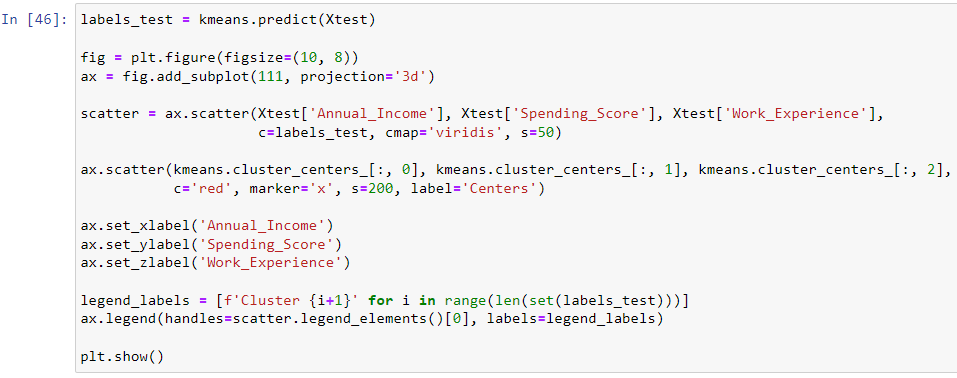 In [46]: labels_test = kmeans.predict(Xtest)
fig = plt.figure(figsize=(10, 8))
ax = fig.add_subplot(111, projection='3d')
scatter = ax.scatter(Xtest['Annual_Income'], Xtest['Spending_Score'], Xtest['Work_Experience'],
c=labels_test, cmap='viridis', s=50)
ax.scatter(kmeans.cluster_centers_[:, 0], kmeans.cluster_centers_[:, 1], kmeans.cluster_centers_[:, 2],
c='red', marker='x', s=200, label='Centers')
ax.set_xlabel('Annual_Income')
ax.set_ylabel('Spending_Score')
ax.set_zlabel('Work_Experience')
legend_labels = [f'Cluster {i+1}' for i in range(len(set(labels_test)))]
ax.legend(handles=scatter.legend_elements()[0], labels=legend_labels)
plt.show()